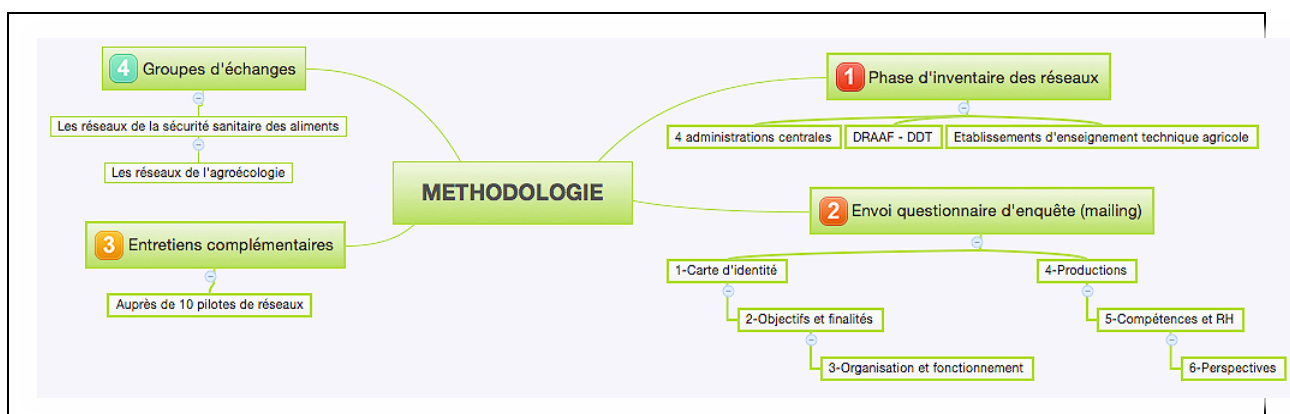 METHODOLOGIE
1 Phase d'inventaire des réseaux
4 administrations centrales
DRAAF - DDT
Etablissements d'enseignement technique agricole
2 Envoi questionnaire d'enquête (mailing)
1-Carte d'identité
2-Objectifs et finalités
3-Organisation et fonctionnement
4-Productions
5-Compétences et RH
6-Perspectives
3 Entretiens complémentaires
Auprès de 10 pilotes de réseaux
4 Groupes d'échanges
Les réseaux de la sécurité sanitaire des aliments
Les réseaux de l'agroécologie